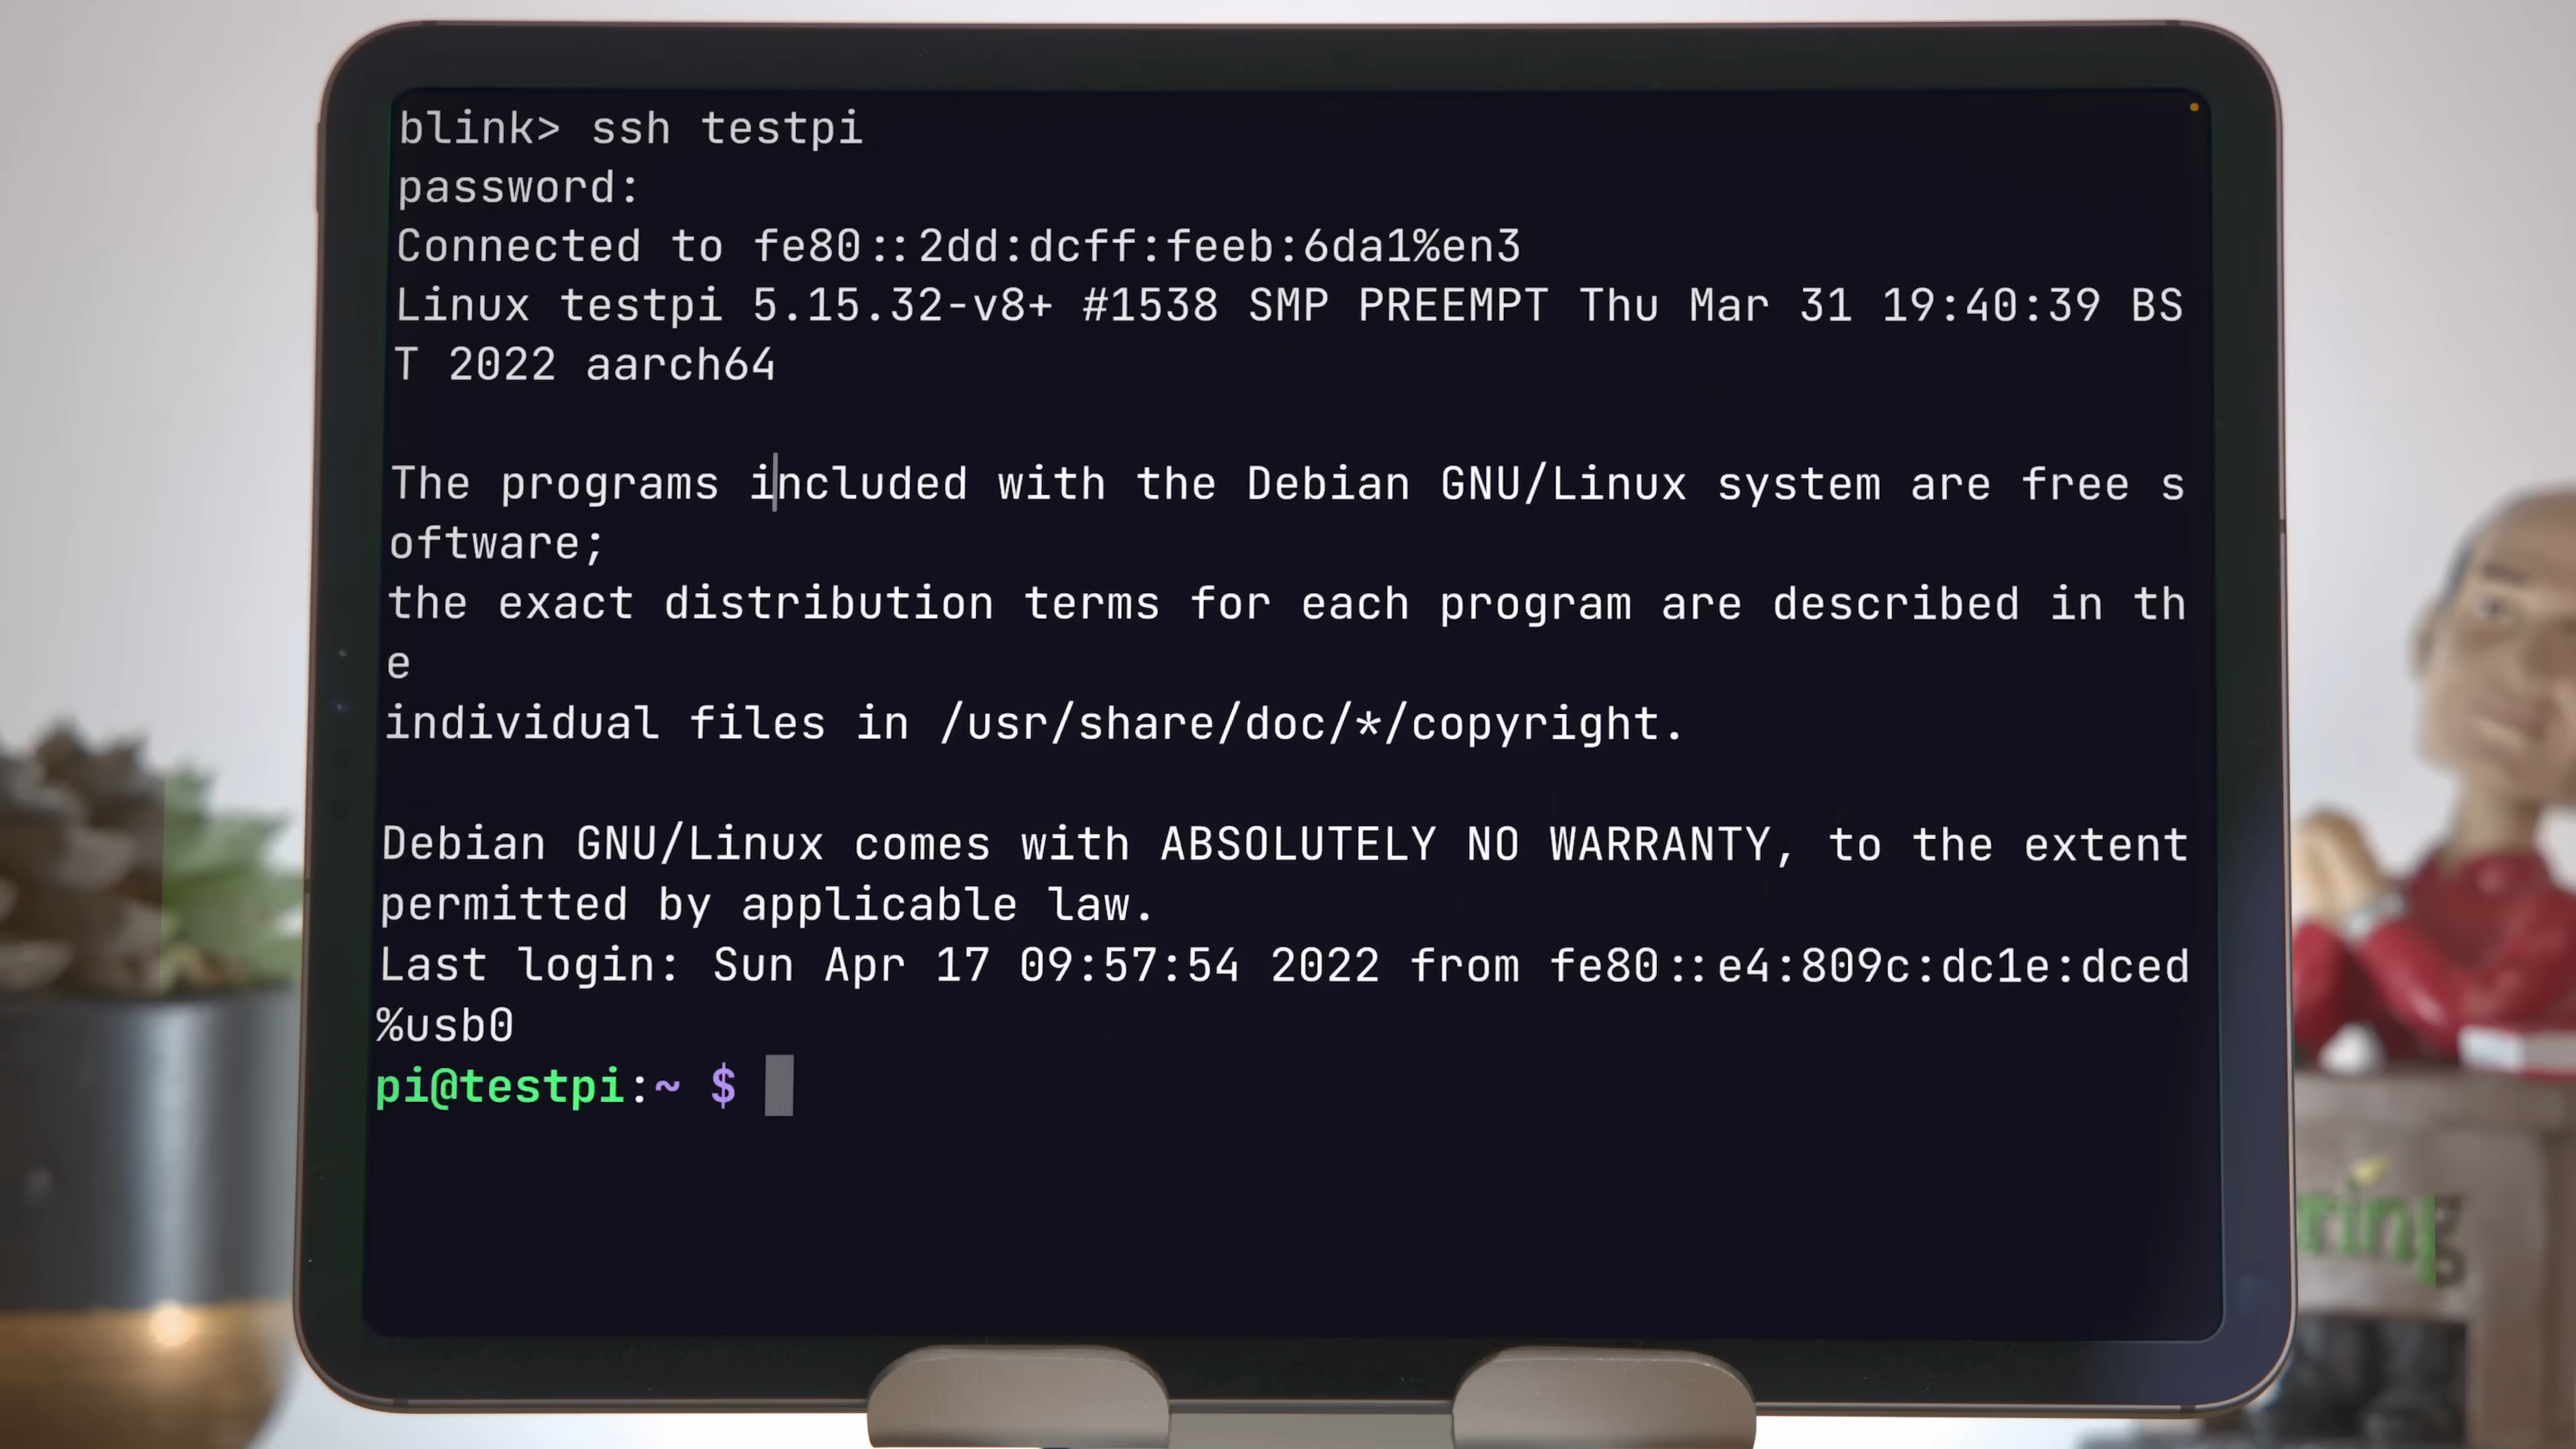 blink> ssh testpi
password:
Connected to fe80::2dd:dcff:feeb:6da1%en3
Linux testpi 5.15.32-v8+ #1538 SMP PREEMPT Thu Mar 31 19:40:39 BS
T 2022 aarch64
The programs included with the Debian GNU/Linux system are free s
oftware;
the exact distribution terms for each program are described in th
e
individual files in /usr/share/doc/*/copyright.
Debian GNU/Linux comes with ABSOLUTELY NO WARRANTY, to the extent
permitted by applicable law.
Last login: Sun Apr 17 09:57:54 2022 from fe80::e4:809c:dc1e:dced
%usb0
pi@testpi:~ $
ring